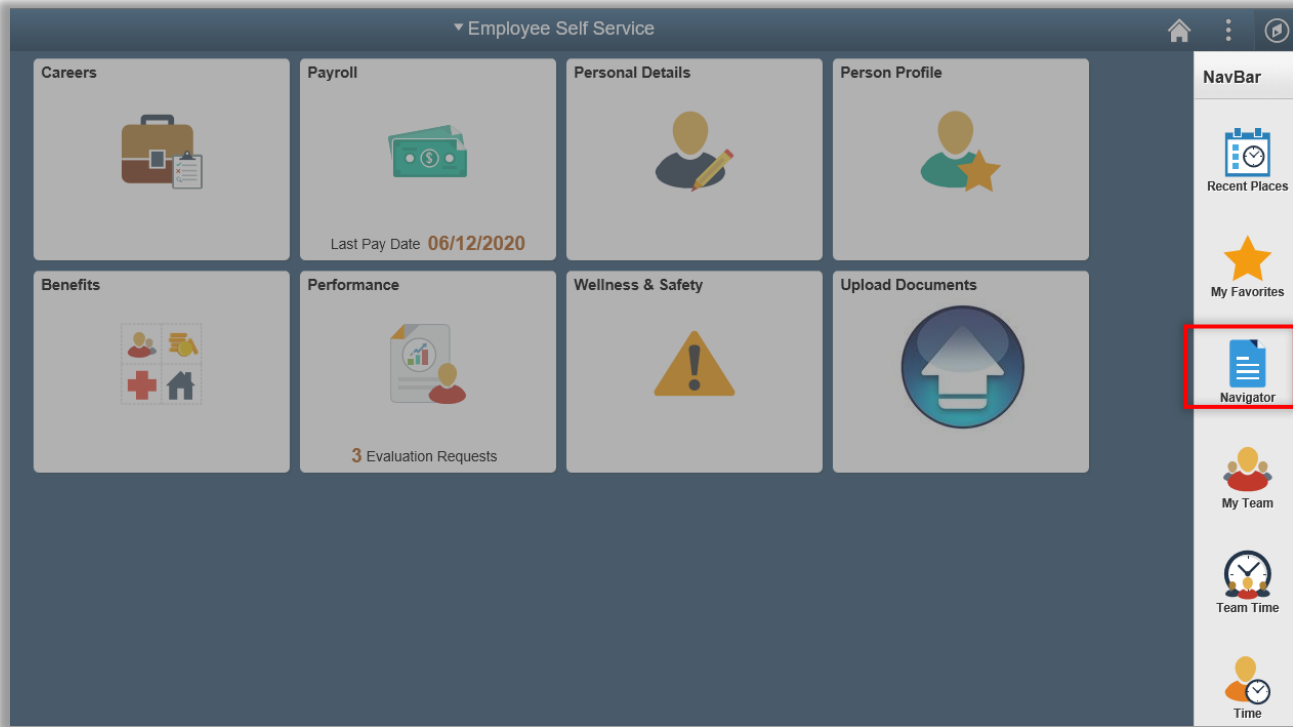 Employee Self Service
Careers
Payroll
Last Pay Date 06/12/2020
Personal Details
Person Profile
Benefits
Performance
3 Evaluation Requests
Wellness & Safety
Upload Documents
NavBar
Recent Places
My Favorites
Navigator
My Team
Team Time
Time